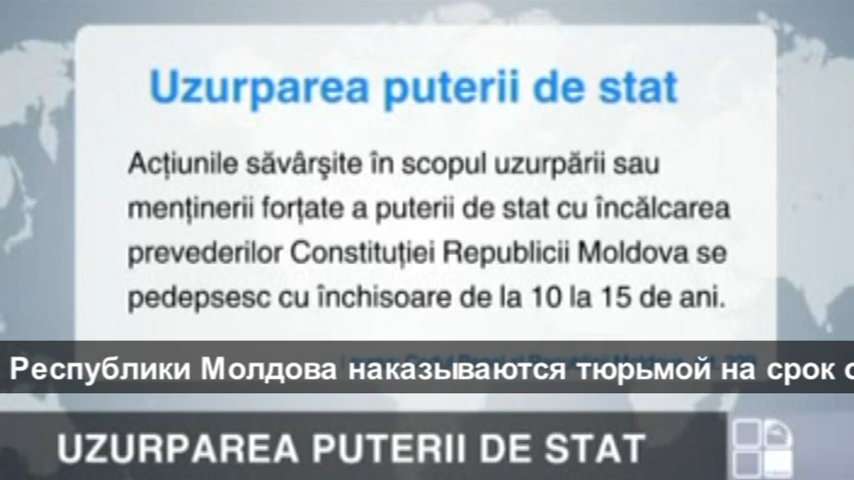 Uzurparea puterii de stat
Acțiunile săvârşite în scopul uzurpării sau
menținerii forțate a puterii de stat cu încălcarea
prevederilor Constituției Republicii Moldova se
pedepsesc cu închisoare de la 10 la 15 de ani.
Республики Молдова наказываются тюрьмой на срок о
UZURPAREA PUTERII DE STAT